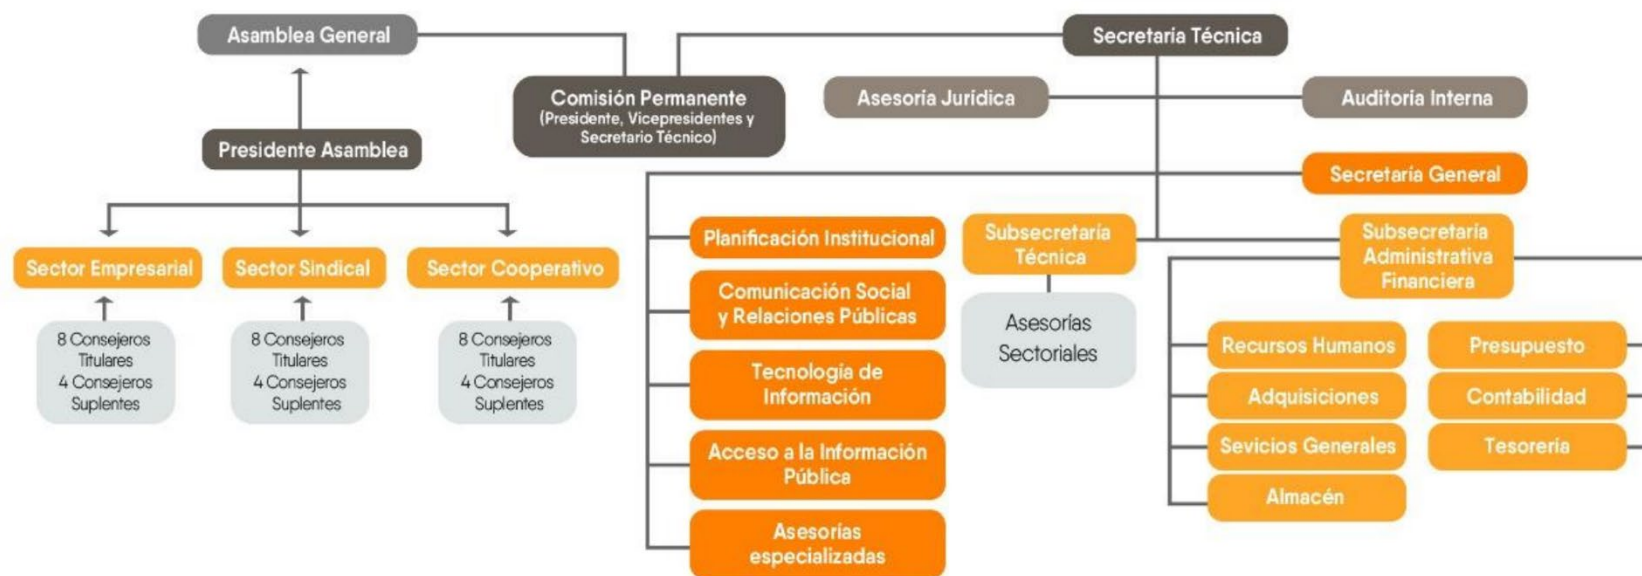 Asamblea General
Secretaría Técnica
Comisión Permanente
(Presidente, Vicepresidentes y
Secretario Técnico)
Asesoría Jurídica
Auditoría Interna
Presidente Asamblea
Secretaría General
Sector Empresarial
Sector Sindical
Sector Cooperativo
8 Consejeros
Titulares
4 Consejeros
Suplentes
8 Consejeros
Titulares
4 Consejeros
Suplentes
8 Consejeros
Titulares
4 Consejeros
Suplentes
Planificación Institucional
Comunicación Social
y Relaciones Públicas
Tecnología de
Información
Acceso a la Información
Pública
Asesorías
especializadas
Subsecretaría
Técnica
Asesorías
Sectoriales
Subsecretaría
Administrativa
Financiera
Recursos Humanos
Adquisiciones
Sevicios Generales
Almacén
Presupuesto
Contabilidad
Tesorería